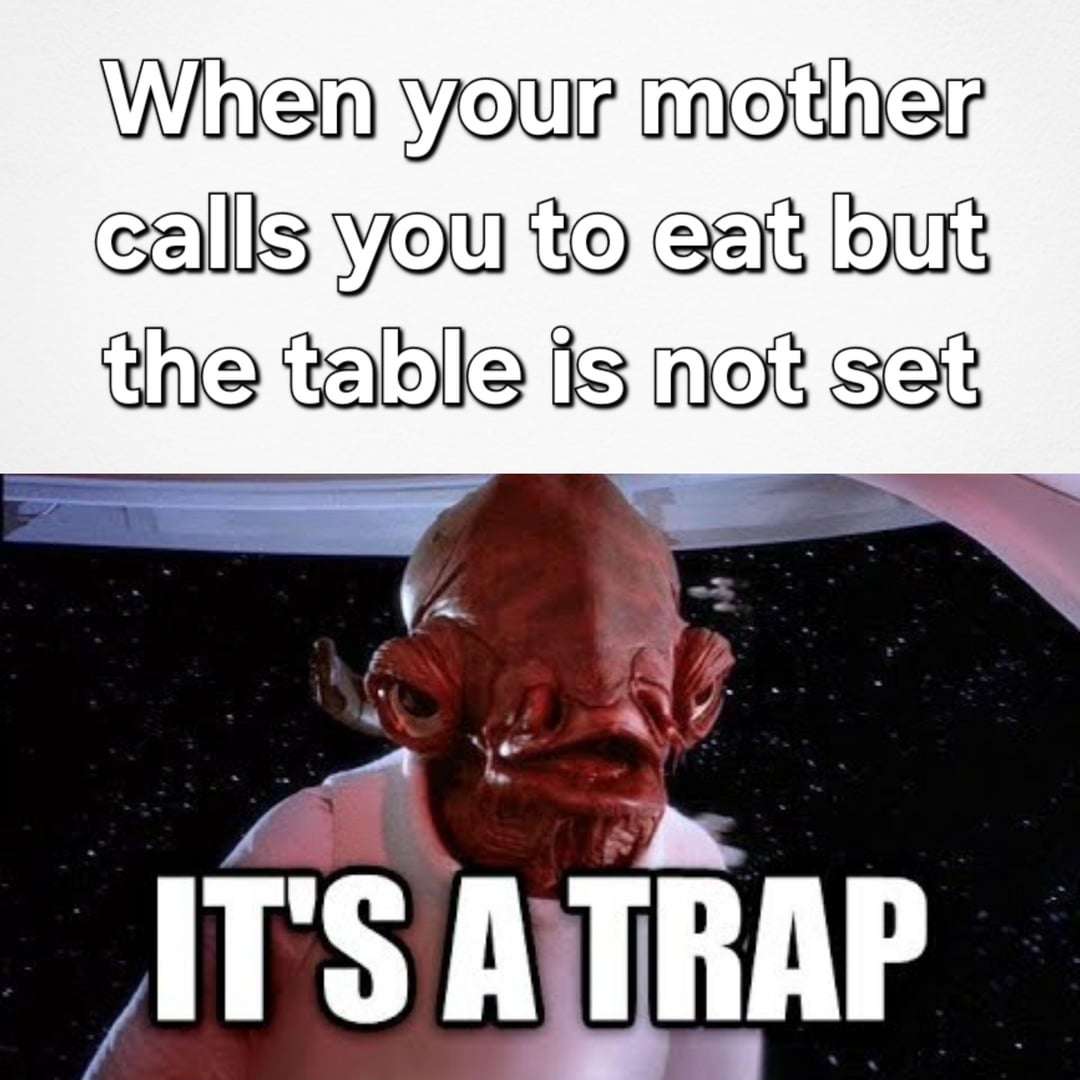 When your mother
calls you to eat but
the table is not set
IT'S A TRAP